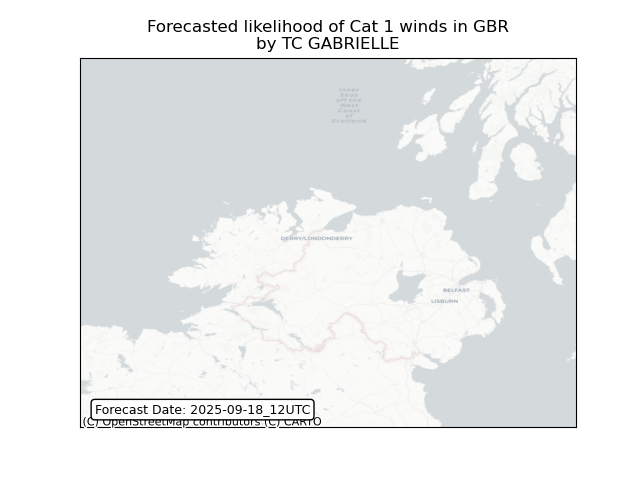 Forecasted likelihood of Cat 1 winds in GBR
by TC GABRIELLE
Inner
Seas
off the
West
Coast
of
Scotland
DERRY/LONDONDERRY
BELFAST
LISBURN
Forecast Date: 2025-09-18_12UTC
(C) OpenStreetMap contributors (C) CARTO